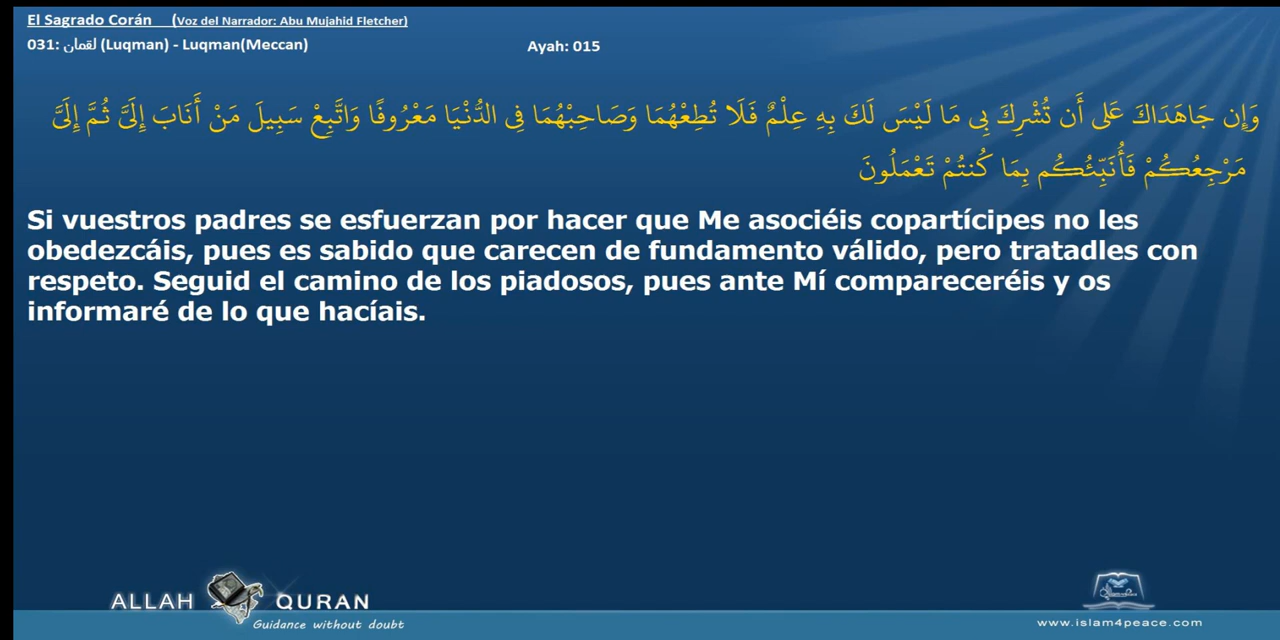 El Sagrado Corán (Voz del Narrador: Abu Mujahid Fletcher)
031: لقمان (Luqman) - Luqman(Meccan) Ayah: 015
وَإِن جَاهَدَاكَ عَلى أَن تُشْرِكَ بِى مَا لَيْسَ لَكَ بِهِ عِلْمٌ فَلَا تُطِعْهُمَا وَصَاحِبْهُمَا فِى الدُّنْيَا مَعْرُوفًا وَاتَّبِعْ سَبِيلَ مَنْ أَنَابَ إِلَىَّ ثُمَّ إِلَىَّ
مَرْجِعُكُمْ فَأُنَبِّئُكُم بِمَا كُنتُمْ تَعْمَلُونَ
Si vuestros padres se esfuerzan por hacer que Me asociéis copartícipes no les
obedezcáis, pues es sabido que carecen de fundamento válido, pero tratadles con
respeto. Seguid el camino de los piadosos, pues ante Mí compareceréis y os
informaré de lo que hacíais.
ALLAH QURAN
Guidance without doubt
www.islam4peace.com